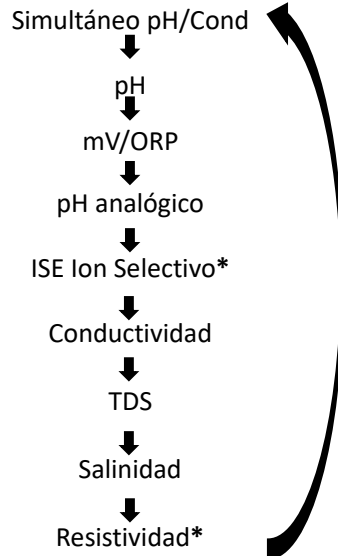 Simultáneo pH/Cond
pH
mV/ORP
pH analógico
ISE Ion Selectivo*
Conductividad
TDS
Salinidad
Resistividad*